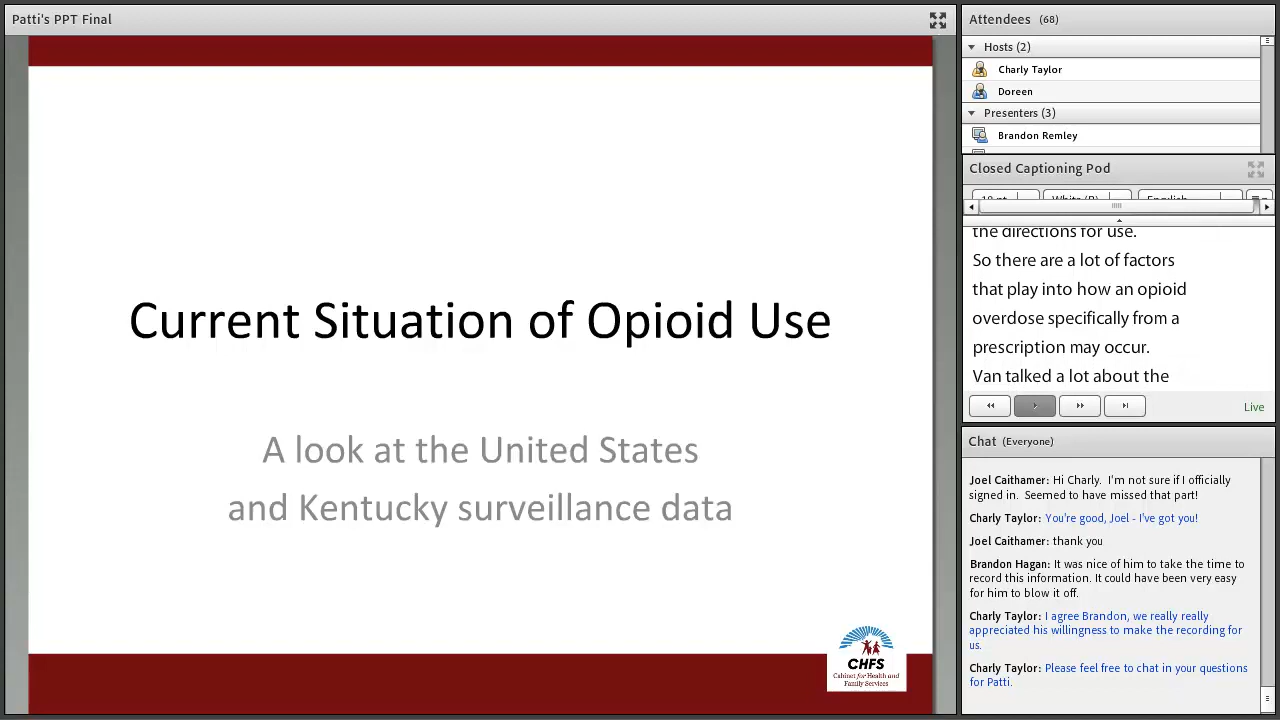 Patti's PPT Final
Current Situation of Opioid Use
A look at the United States
and Kentucky surveillance data
CHFS
Cabinet for Health and
Family Services
Attendees (68)
Hosts (2)
Charly Taylor
Doreen
Presenters (3)
Brandon Remley
Closed Captioning Pod
the directions for use.
So there are a lot of factors
that play into how an opioid
overdose specifically from a
prescription may occur.
Van talked a lot about the
Live
Chat (Everyone)
Joel Caithamer: Hi Charly.  I'm not sure if I officially
signed in.  Seemed to have missed that part!
Charly Taylor: You're good, Joel - I've got you!
Joel Caithamer: thank you
Brandon Hagan: It was nice of him to take the time to
record this information. It could have been very easy
for him to blow it off.
Charly Taylor: I agree Brandon, we really really
appreciated his willingness to make the recording for
us.
Charly Taylor: Please feel free to chat in your questions
for Patti.